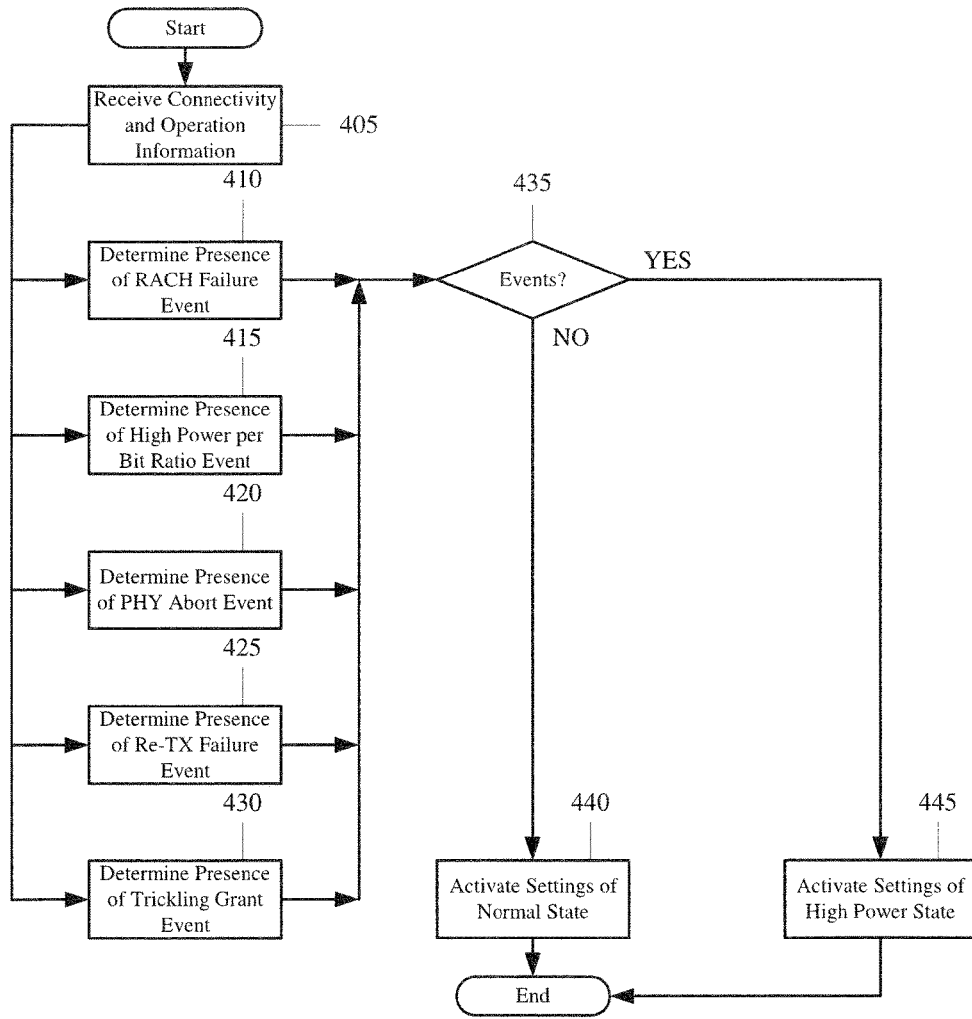 Start
Receive Connectivity
and Operation
Information
405
410
Determine Presence
of RACH Failure
Event
435
Events?
YES
NO
415
Determine Presence
of High Power per
Bit Ratio Event
420
Determine Presence
of PHY Abort Event
425
Determine Presence
of Re-TX Failure
Event
430
Determine Presence
of Trickling Grant
Event
440
Activate Settings of
Normal State
445
Activate Settings of
High Power State
End